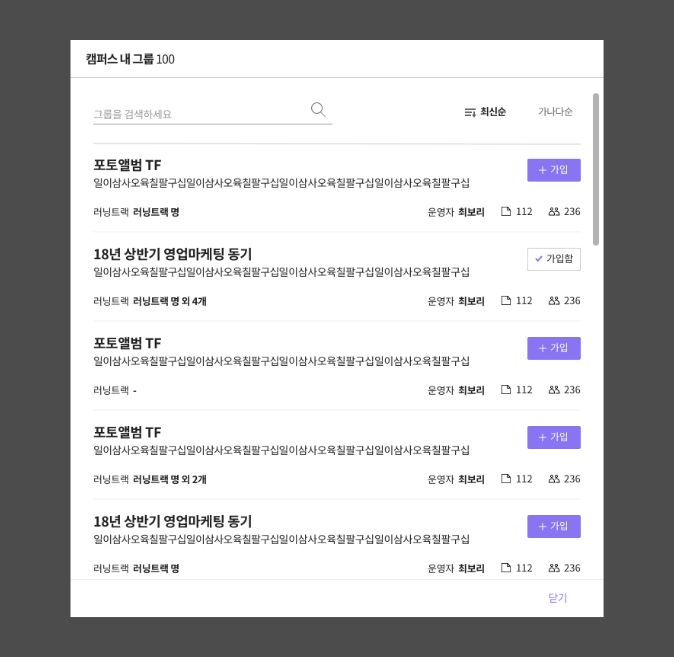 캠퍼스 내 그룹 100
그룹을 검색하세요
최신순 가나다순
포토앨범 TF
+ 가입
일이삼사오육칠팔구십일이삼사오육칠팔구십일이삼사오육칠팔구십일이삼사오육칠팔구십
러닝트랙 러닝트랙 명 운영자 최보리 112 236
18년 상반기 영업마케팅 동기
가입함
일이삼사오육칠팔구십일이삼사오육칠팔구십일이삼사오육칠팔구십일이삼사오육칠팔구십
러닝트랙 러닝트랙 명 외 4개 운영자 최보리 112 236
포토앨범 TF
+ 가입
일이삼사오육칠팔구십일이삼사오육칠팔구십일이삼사오육칠팔구십일이삼사오육칠팔구십
러닝트랙 - 운영자 최보리 112 236
포토앨범 TF
+ 가입
일이삼사오육칠팔구십일이삼사오육칠팔구십일이삼사오육칠팔구십일이삼사오육칠팔구십
러닝트랙 러닝트랙 명 외 2개 운영자 최보리 112 236
18년 상반기 영업마케팅 동기
+ 가입
일이삼사오육칠팔구십일이삼사오육칠팔구십일이삼사오육칠팔구십일이삼사오육칠팔구십
러닝트랙 러닝트랙 명 운영자 최보리 112 236
닫기